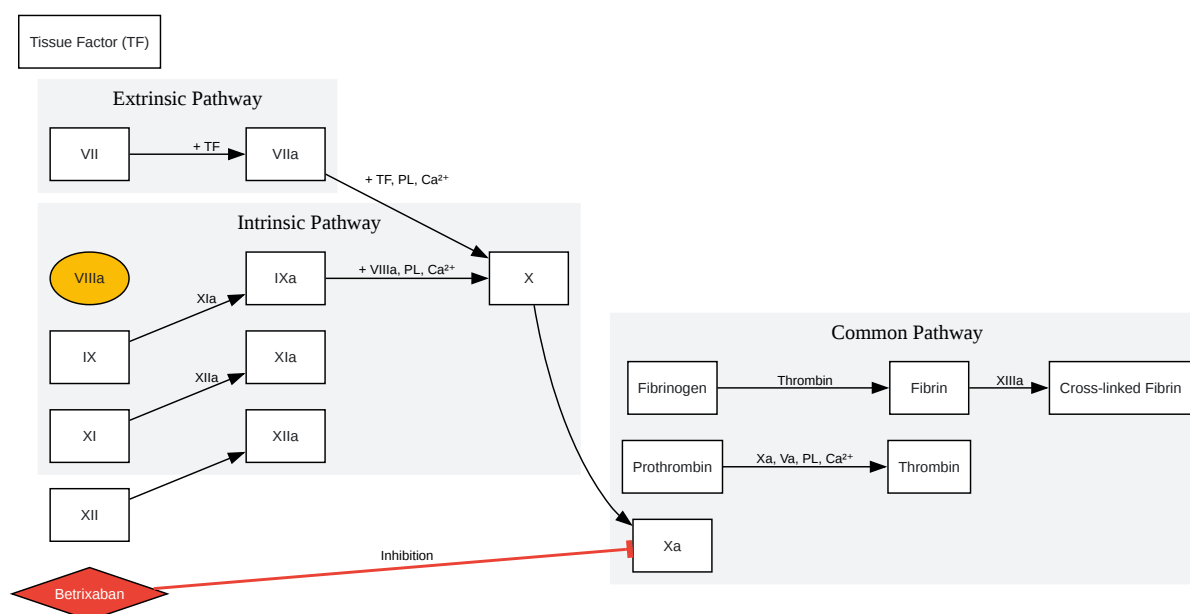 Tissue Factor (TF)
Extrinsic Pathway
VII
+ TF
VIIa
+ TF, PL, Ca²⁺
Intrinsic Pathway
VIIIa
IXa
+ VIIIa, PL, Ca²⁺
X
XIa
IX
XIa
XIIa
XI
XIIa
XII
Common Pathway
Fibrinogen
Thrombin
Fibrin
XIIIa
Cross-linked Fibrin
Prothrombin
Xa, Va, PL, Ca²⁺
Thrombin
Xa
Inhibition
Betrixaban